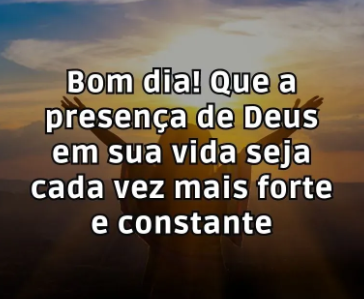 Bom dia! Que a
presença de Deus
em sua vida seja
cada vez mais forte
e constante